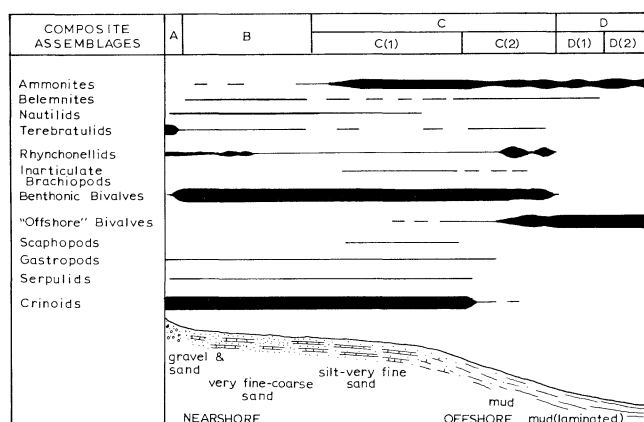 COMPOSITE
ASSEMBLAGES
A
B
C
D
C(1)
C(2)
D(1)
D(2)
Ammonites
Belemnites
Nautilids
Terebratulids
Rhynchonellids
Inarticulate
Brachiopods
Benthonic Bivalves
"Offshore" Bivalves
Scaphopods
Gastropods
Serpulids
Crinoids
gravel &
sand
very fine-coarse
sand
silt-very fine
sand
mud
NEARSHORE
OFFSHORE
mud(laminated)